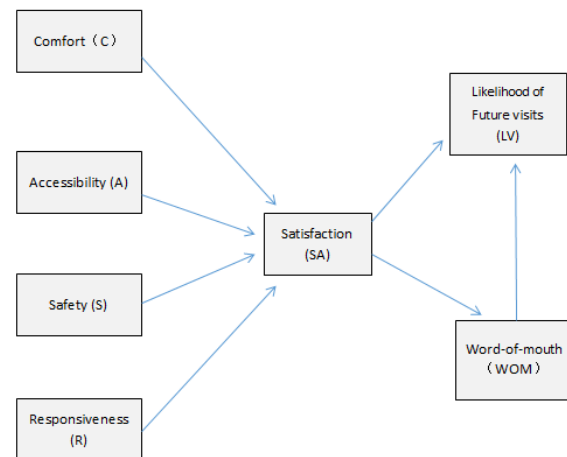 Comfort（C）
Accessibility (A)
Safety (S)
Responsiveness
(R)
Satisfaction
(SA)
Likelihood of
Future visits
(LV)
Word-of-mouth
（WOM）